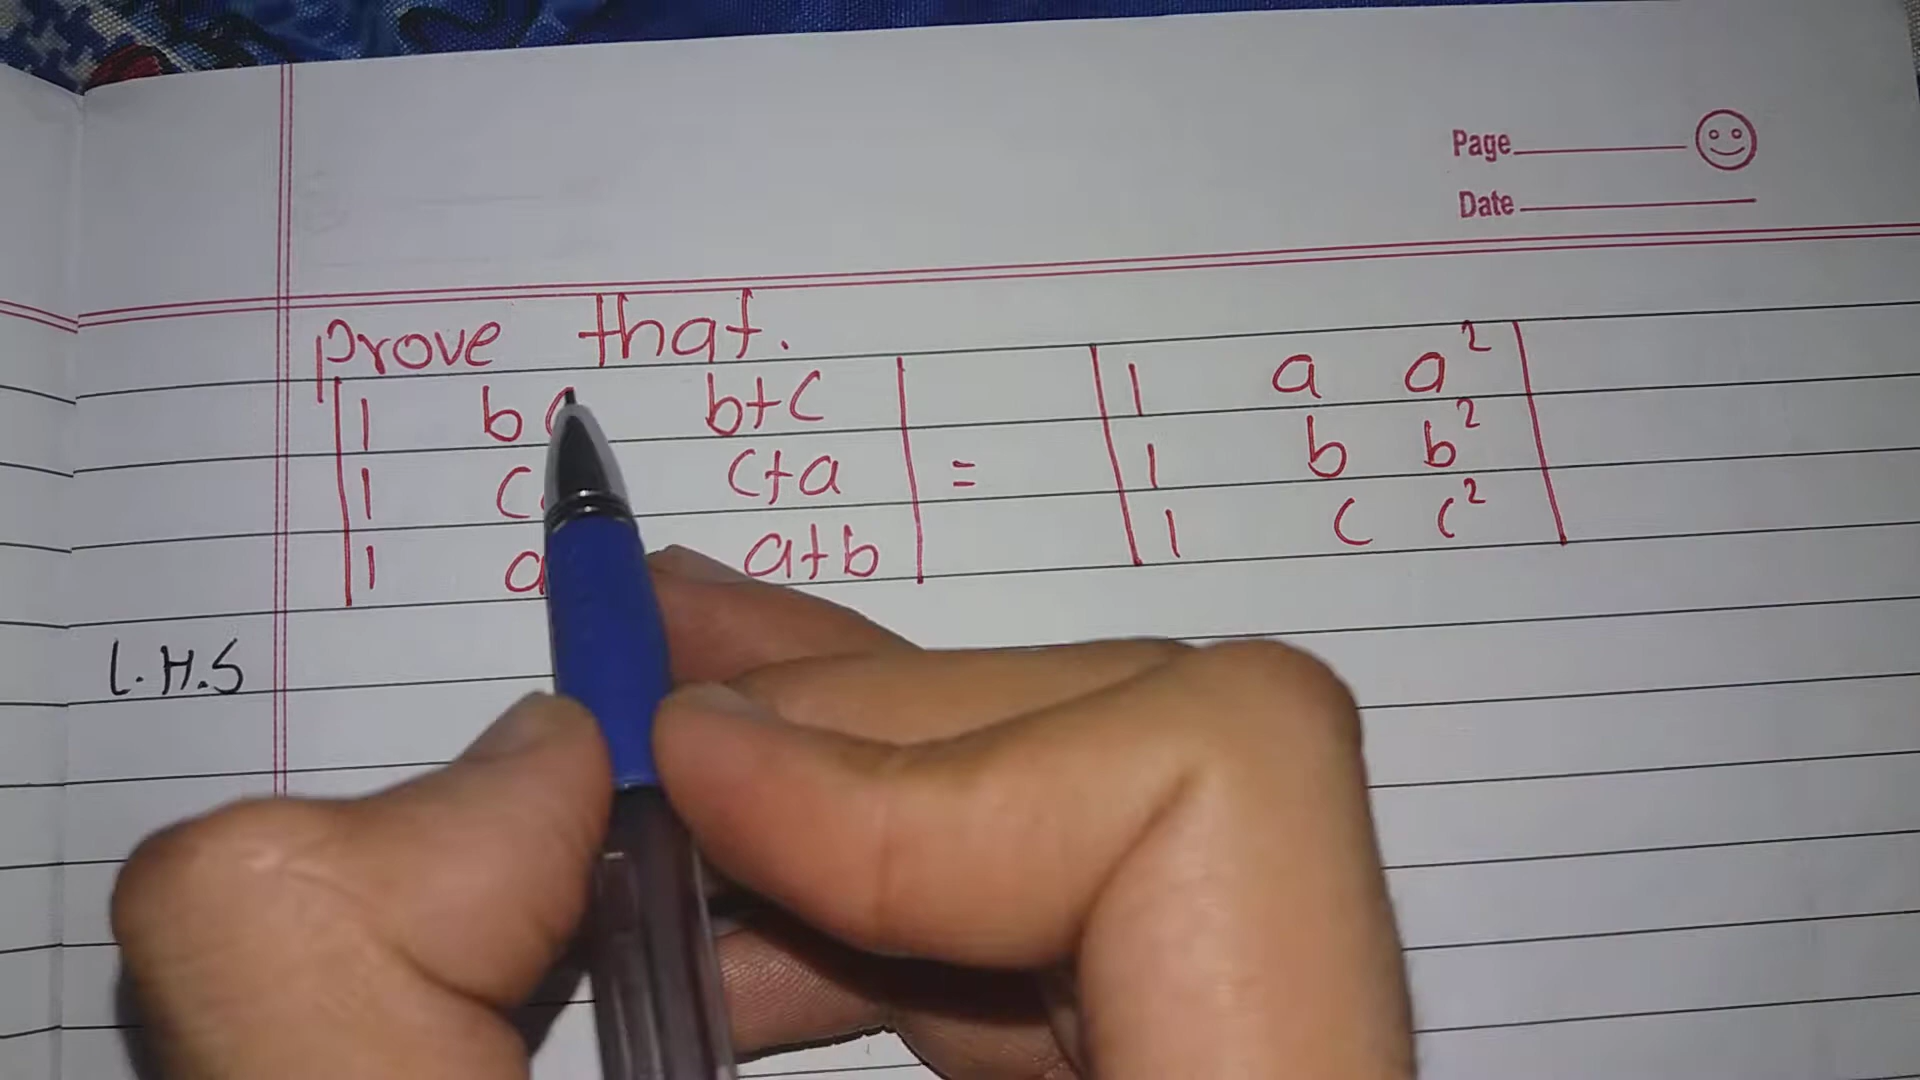 Page
Date
prove that.
1 b b+c 1 a a²
1 c c+a = 1 b b²
1 a a+b 1 c c²
L.H.S